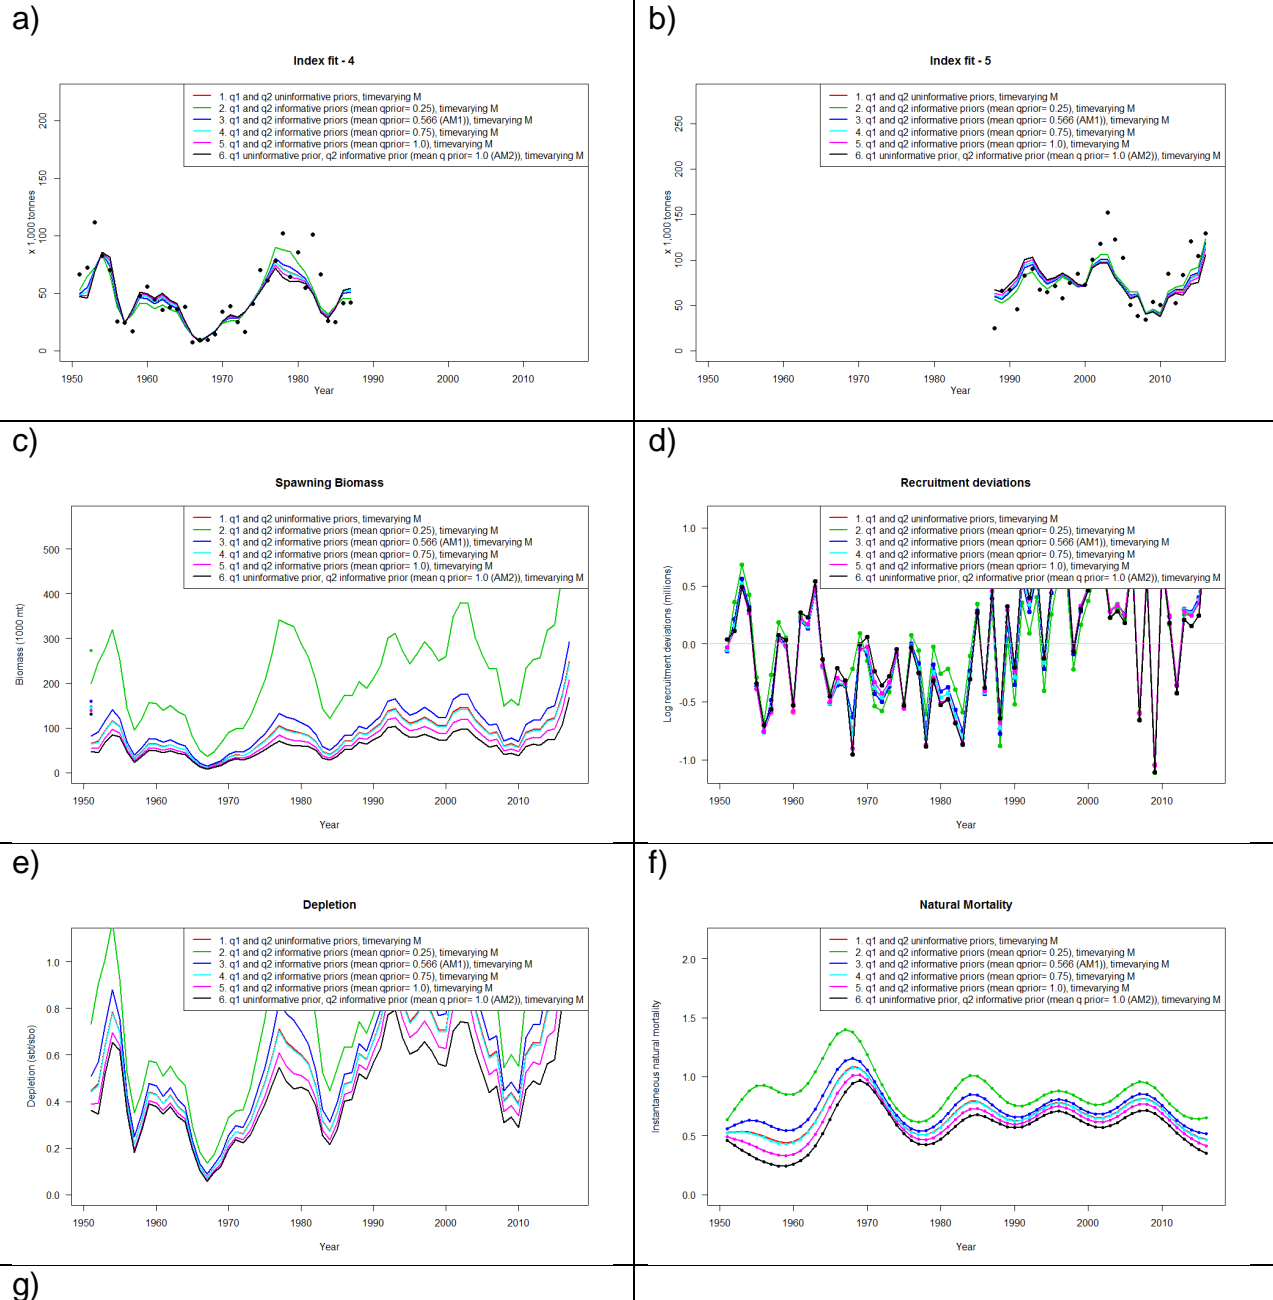 a)
Index fit - 4
1. q1 and q2 uninformative priors, timevarying M
2. q1 and q2 informative priors (mean qprior= 0.25), timevarying M
3. q1 and q2 informative priors (mean qprior= 0.566 (AM1)), timevarying M
4. q1 and q2 informative priors (mean qprior= 0.75), timevarying M
5. q1 and q2 informative priors (mean qprior= 1.0), timevarying M
6. q1 uninformative prior, q2 informative prior (mean q prior= 1.0 (AM2)), timevarying M
x 1,000 tonnes
200
150
100
50
0
1950 1960 1970 1980 1990 2000 2010
Year
b)
Index fit - 5
1. q1 and q2 uninformative priors, timevarying M
2. q1 and q2 informative priors (mean qprior= 0.25), timevarying M
3. q1 and q2 informative priors (mean qprior= 0.566 (AM1)), timevarying M
4. q1 and q2 informative priors (mean qprior= 0.75), timevarying M
5. q1 and q2 informative priors (mean qprior= 1.0), timevarying M
6. q1 uninformative prior, q2 informative prior (mean q prior= 1.0 (AM2)), timevarying M
x 1,000 tonnes
250
200
150
100
50
0
1950 1960 1970 1980 1990 2000 2010
Year
c)
Spawning Biomass
1. q1 and q2 uninformative priors, timevarying M
2. q1 and q2 informative priors (mean qprior= 0.25), timevarying M
3. q1 and q2 informative priors (mean qprior= 0.566 (AM1)), timevarying M
4. q1 and q2 informative priors (mean qprior= 0.75), timevarying M
5. q1 and q2 informative priors (mean qprior= 1.0), timevarying M
6. q1 uninformative prior, q2 informative prior (mean q prior= 1.0 (AM2)), timevarying M
Biomass (1000 mt)
500
400
300
200
100
0
1950 1960 1970 1980 1990 2000 2010
Year
d)
Recruitment deviations
1. q1 and q2 uninformative priors, timevarying M
2. q1 and q2 informative priors (mean qprior= 0.25), timevarying M
3. q1 and q2 informative priors (mean qprior= 0.566 (AM1)), timevarying M
4. q1 and q2 informative priors (mean qprior= 0.75), timevarying M
5. q1 and q2 informative priors (mean qprior= 1.0), timevarying M
6. q1 uninformative prior, q2 informative prior (mean q prior= 1.0 (AM2)), timevarying M
Log recruitment deviations (millions)
1.0
0.5
0.0
-0.5
-1.0
1950 1960 1970 1980 1990 2000 2010
Year
e)
Depletion
1. q1 and q2 uninformative priors, timevarying M
2. q1 and q2 informative priors (mean qprior= 0.25), timevarying M
3. q1 and q2 informative priors (mean qprior= 0.566 (AM1)), timevarying M
4. q1 and q2 informative priors (mean qprior= 0.75), timevarying M
5. q1 and q2 informative priors (mean qprior= 1.0), timevarying M
6. q1 uninformative prior, q2 informative prior (mean q prior= 1.0 (AM2)), timevarying M
Depletion (sbt/sbo)
1.0
0.8
0.6
0.4
0.2
0.0
1950 1960 1970 1980 1990 2000 2010
Year
f)
Natural Mortality
1. q1 and q2 uninformative priors, timevarying M
2. q1 and q2 informative priors (mean qprior= 0.25), timevarying M
3. q1 and q2 informative priors (mean qprior= 0.566 (AM1)), timevarying M
4. q1 and q2 informative priors (mean qprior= 0.75), timevarying M
5. q1 and q2 informative priors (mean qprior= 1.0), timevarying M
6. q1 uninformative prior, q2 informative prior (mean q prior= 1.0 (AM2)), timevarying M
Instantaneous natural mortality
2.0
1.5
1.0
0.5
0.0
1950 1960 1970 1980 1990 2000 2010
Year
g)